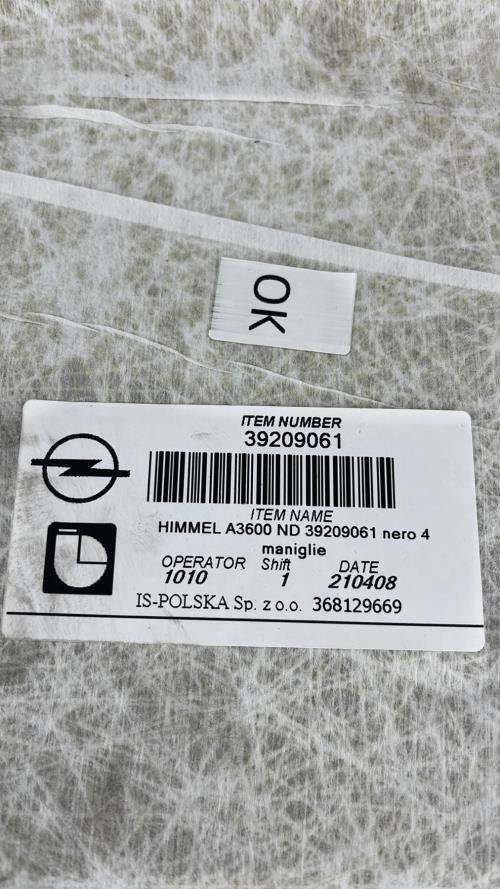 OK
ITEM NUMBER
39209061
ITEM NAME
HIMMEL A3600 ND 39209061 nero 4
maniglie
OPERATOR Shift DATE
1010 1 210408
IS-POLSKA Sp. z o.o. 368129669